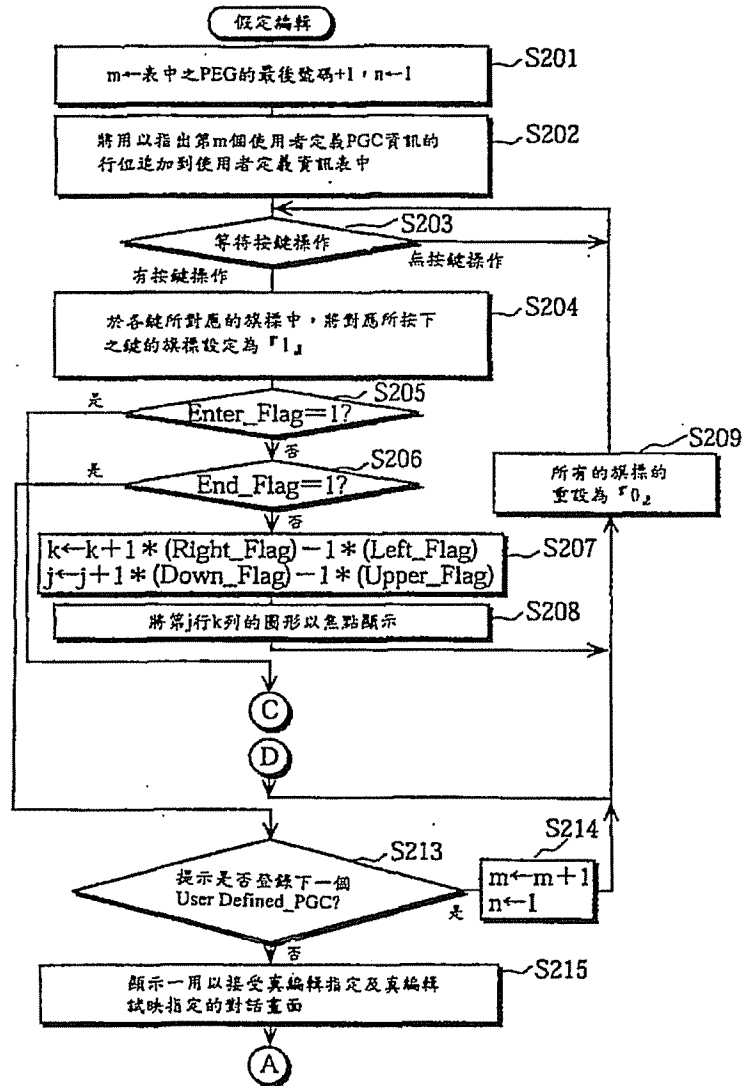 假定編輯
S201
m←表中之PEG的最後號碼+1，n←1
S202
將用以指出第m個使用者定義PGC資訊的
行位追加到使用者定義資訊表中
S203
等待按鍵操作
無按鍵操作
有按鍵操作
S204
於各鍵所對應的旗標中，將對應所按下
之鍵的旗標設定為『1』
S205
是
Enter_Flag＝1?
否
S206
是
End_Flag＝1?
否
S209
所有的旗標的
重設為『0』
S207
k←k＋1＊(Right_Flag)－1＊(Left_Flag)
j←j＋1＊(Down_Flag)－1＊(Upper_Flag)
S208
將第j行k列的圖形以焦點顯示
C
D
S213
提示是否登錄下一個
User Defined_PGC?
是
否
S214
m←m＋1
n←1
S215
顯示一用以接受真編輯指定及真編輯
試映指定的對話畫面
A